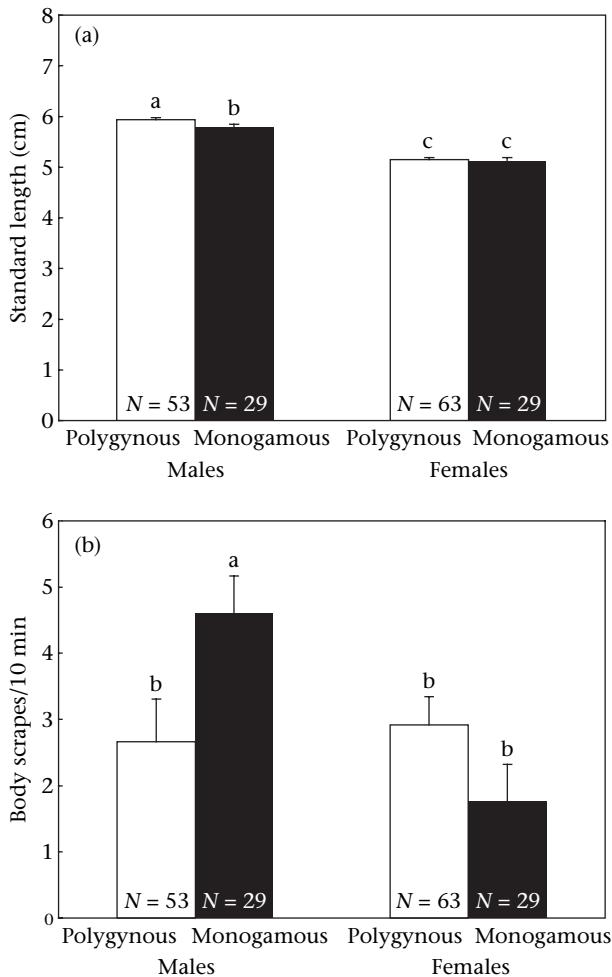 (a)
Standard length (cm)
8
7
6
5
4
3
2
1
0
a
b
c
c
N = 53 N = 29
N = 63 N = 29
Polygynous Monogamous
Polygynous Monogamous
Males
Females
(b)
Body scrapes/10 min
6
5
4
3
2
1
0
b
a
b
b
N = 53 N = 29
N = 63 N = 29
Polygynous Monogamous
Polygynous Monogamous
Males
Females